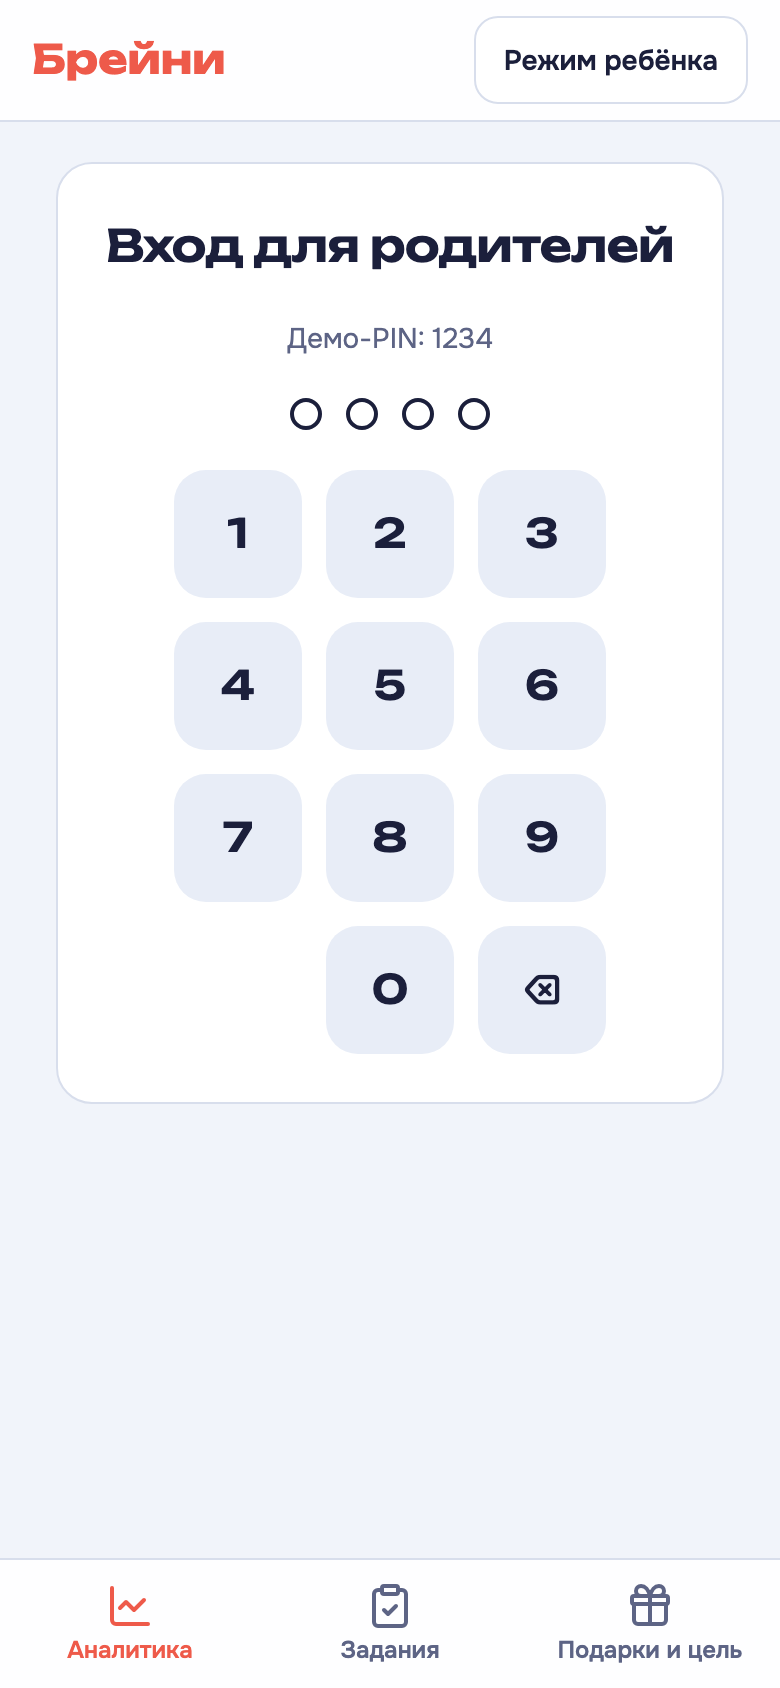 Брейни
Режим ребёнка
Вход для родителей
Демо-PIN: 1234
1 2 3
4 5 6
7 8 9
0
Аналитика
Задания
Подарки и цель